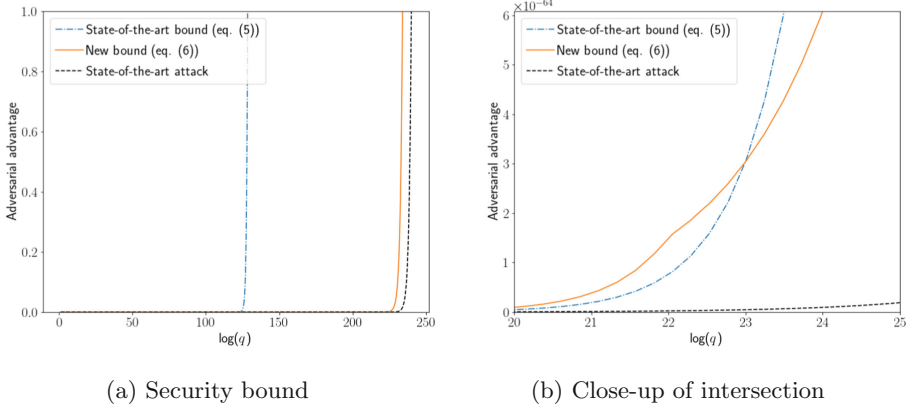 1.0
0.8
0.6
0.4
0.2
0.0
Adversarial advantage
State-of-the-art bound (eq. (5))
New bound (eq. (6))
State-of-the-art attack
0
50
100
150
200
250
log(q)
(a) Security bound
×10⁻⁶⁴
6
5
4
3
2
1
0
Adversarial advantage
State-of-the-art bound (eq. (5))
New bound (eq. (6))
State-of-the-art attack
20
21
22
23
24
25
log(q)
(b) Close-up of intersection